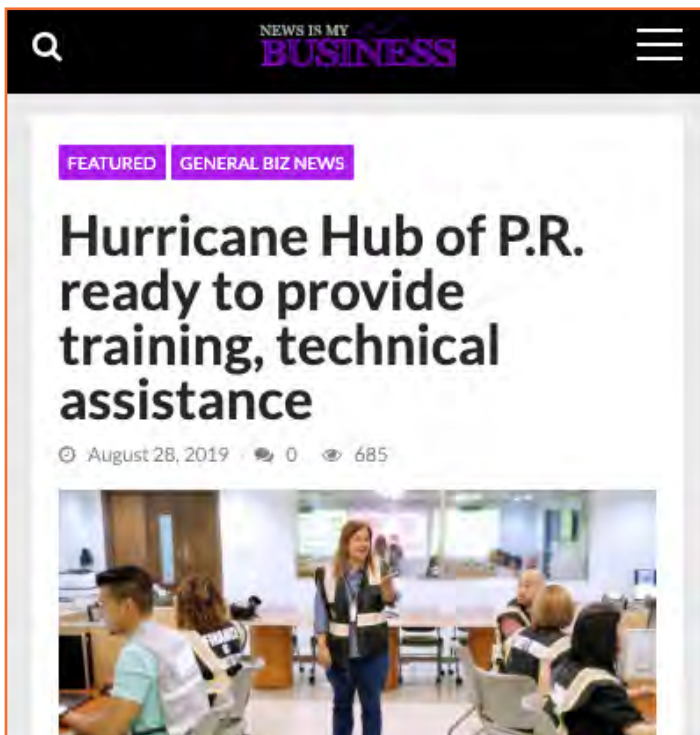 NEWS IS MY
BUSINESS
FEATURED GENERAL BIZ NEWS
Hurricane Hub of P.R.
ready to provide
training, technical
assistance
August 28, 2019 0 685
FINANCE